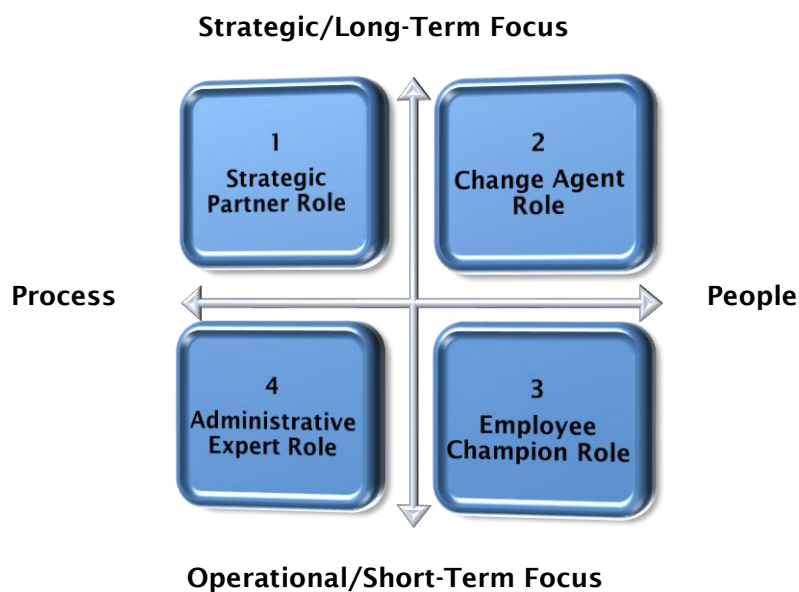 Strategic/Long-Term Focus
1
Strategic
Partner Role
2
Change Agent
Role
Process
People
4
Administrative
Expert Role
3
Employee
Champion Role
Operational/Short-Term Focus